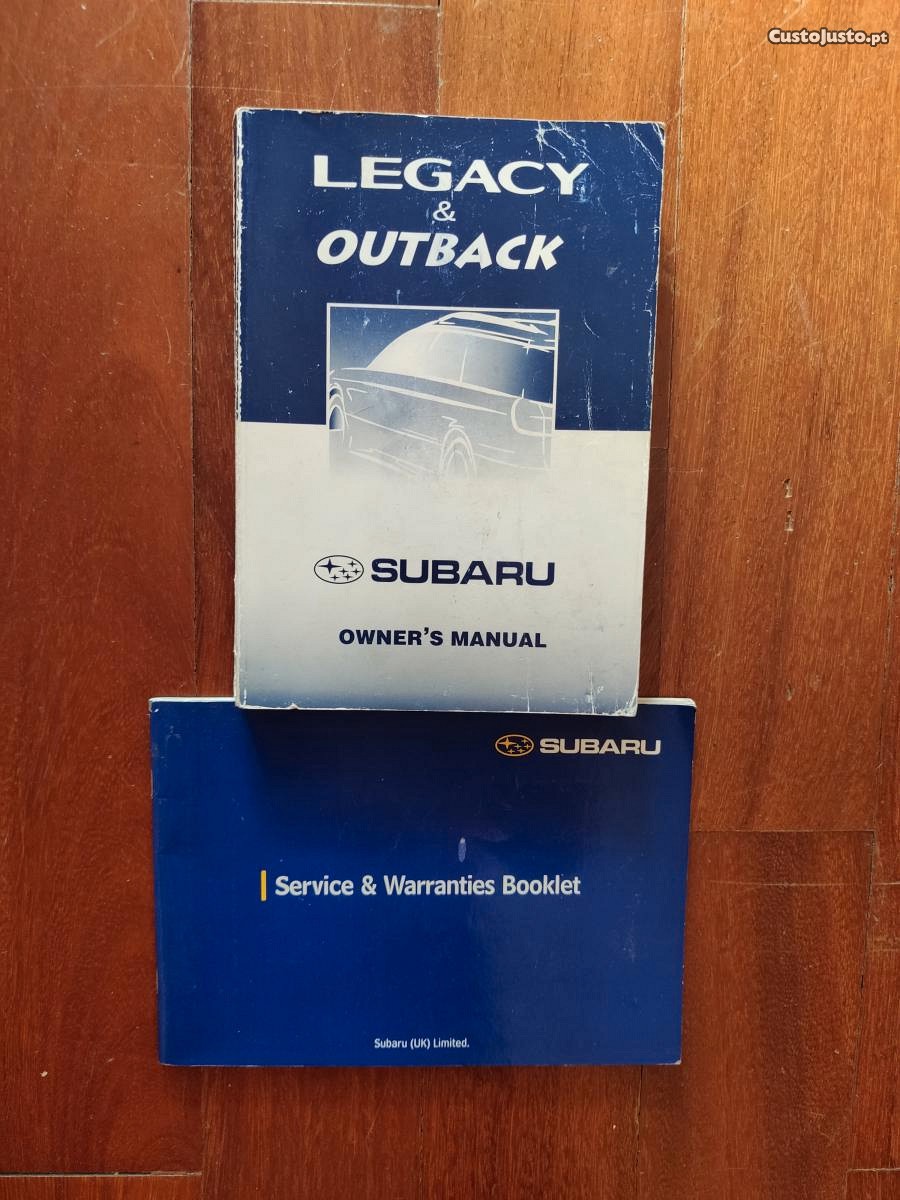 CustoJusto.pt
LEGACY
&
OUTBACK
SUBARU
OWNER'S MANUAL
SUBARU
Service & Warranties Booklet
Subaru (UK) Limited.